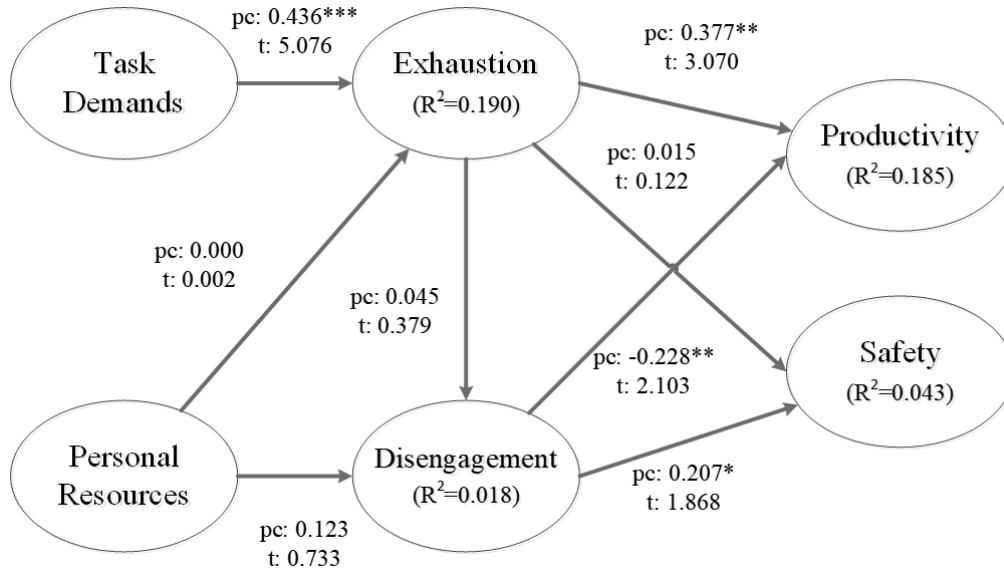 pc: 0.436***
t: 5.076
pc: 0.377**
t: 3.070
Task
Demands
Exhaustion
(R²=0.190)
Productivity
(R²=0.185)
pc: 0.015
t: 0.122
pc: 0.000
t: 0.002
pc: 0.045
t: 0.379
pc: -0.228**
t: 2.103
Safety
(R²=0.043)
Personal
Resources
Disengagement
(R²=0.018)
pc: 0.207*
t: 1.868
pc: 0.123
t: 0.733